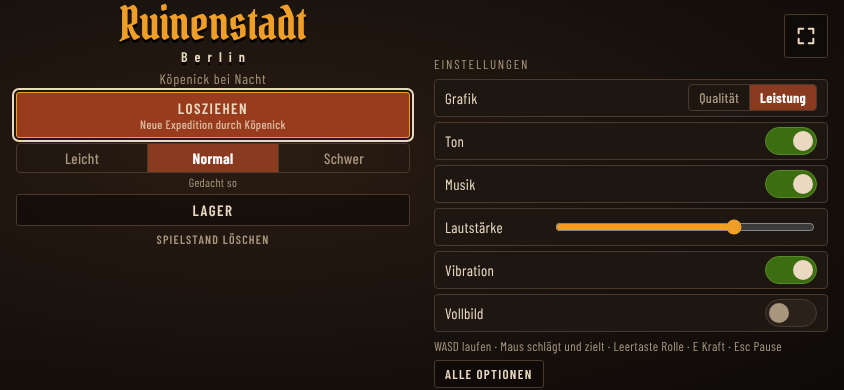 Ruinenstadt
Berlin
Köpenick bei Nacht
LOSZIEHEN
Neue Expedition durch Köpenick
Leicht Normal Schwer
Gedacht so
LAGER
SPIELSTAND LÖSCHEN
EINSTELLUNGEN
Grafik Qualität Leistung
Ton
Musik
Lautstärke
Vibration
Vollbild
WASD laufen · Maus schlägt und zielt · Leertaste Rolle · E Kraft · Esc Pause
ALLE OPTIONEN